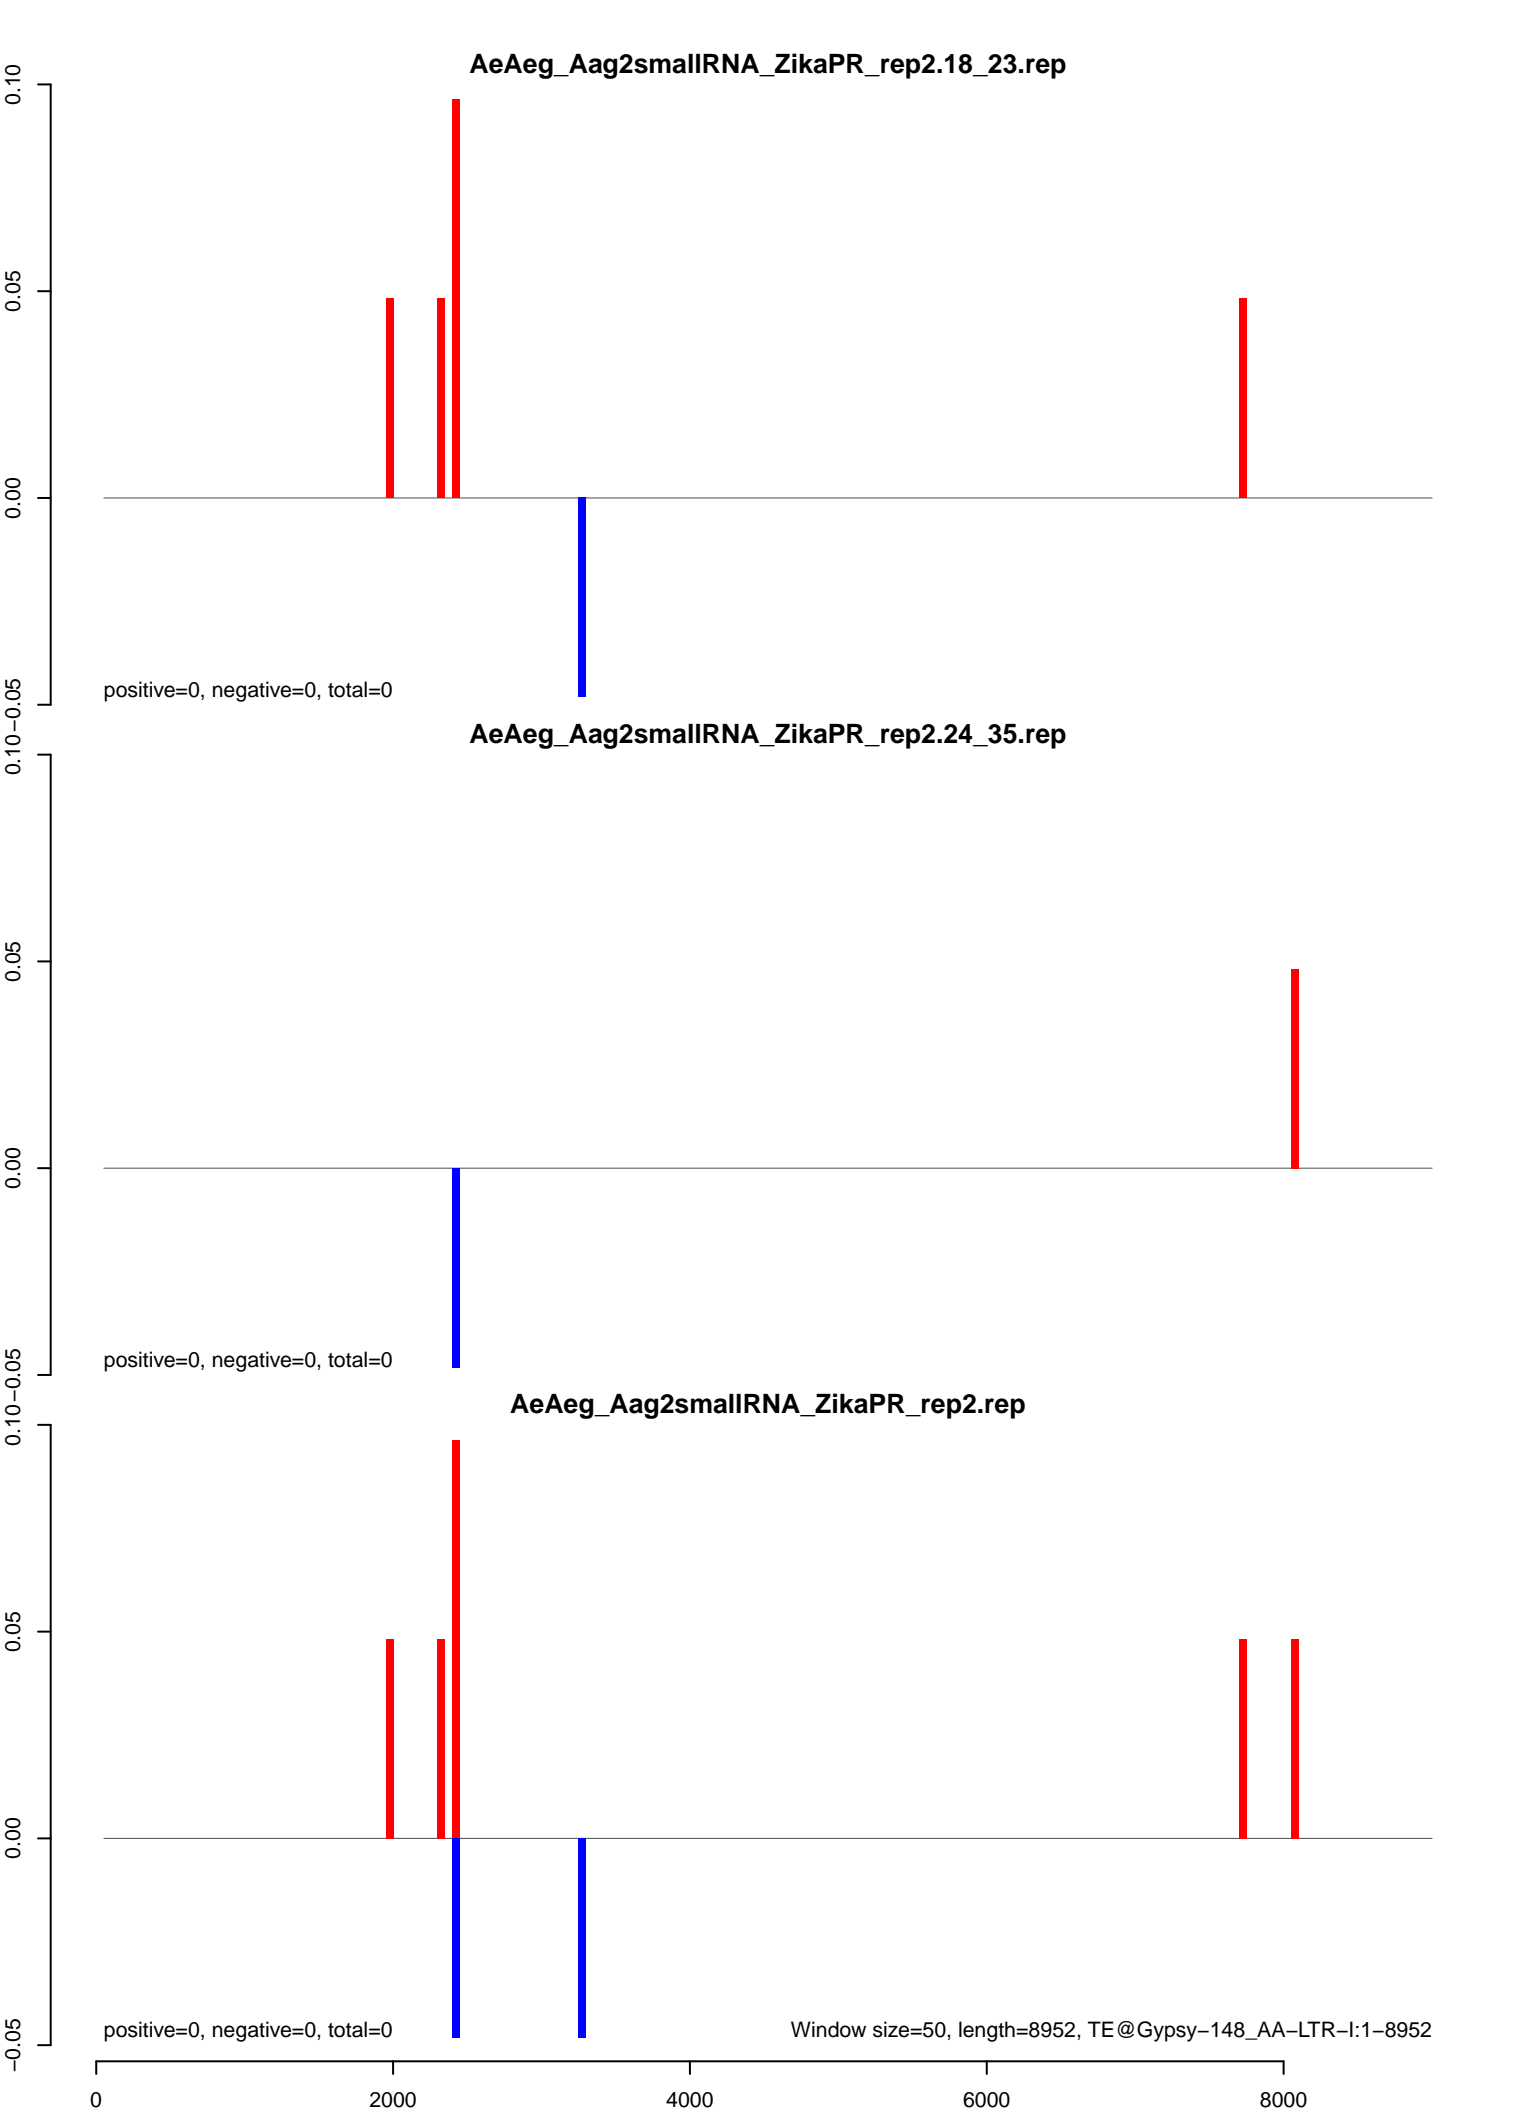 AeAeg_Aag2smallRNA_ZikaPR_rep2.18_23.rep
0.10
0.05
0.00
−0.05
positive=0, negative=0, total=0
AeAeg_Aag2smallRNA_ZikaPR_rep2.24_35.rep
0.10
0.05
0.00
−0.05
positive=0, negative=0, total=0
AeAeg_Aag2smallRNA_ZikaPR_rep2.rep
0.10
0.05
0.00
−0.05
positive=0, negative=0, total=0
Window size=50, length=8952, TE@Gypsy−148_AA−LTR−I:1−8952
0 2000 4000 6000 8000